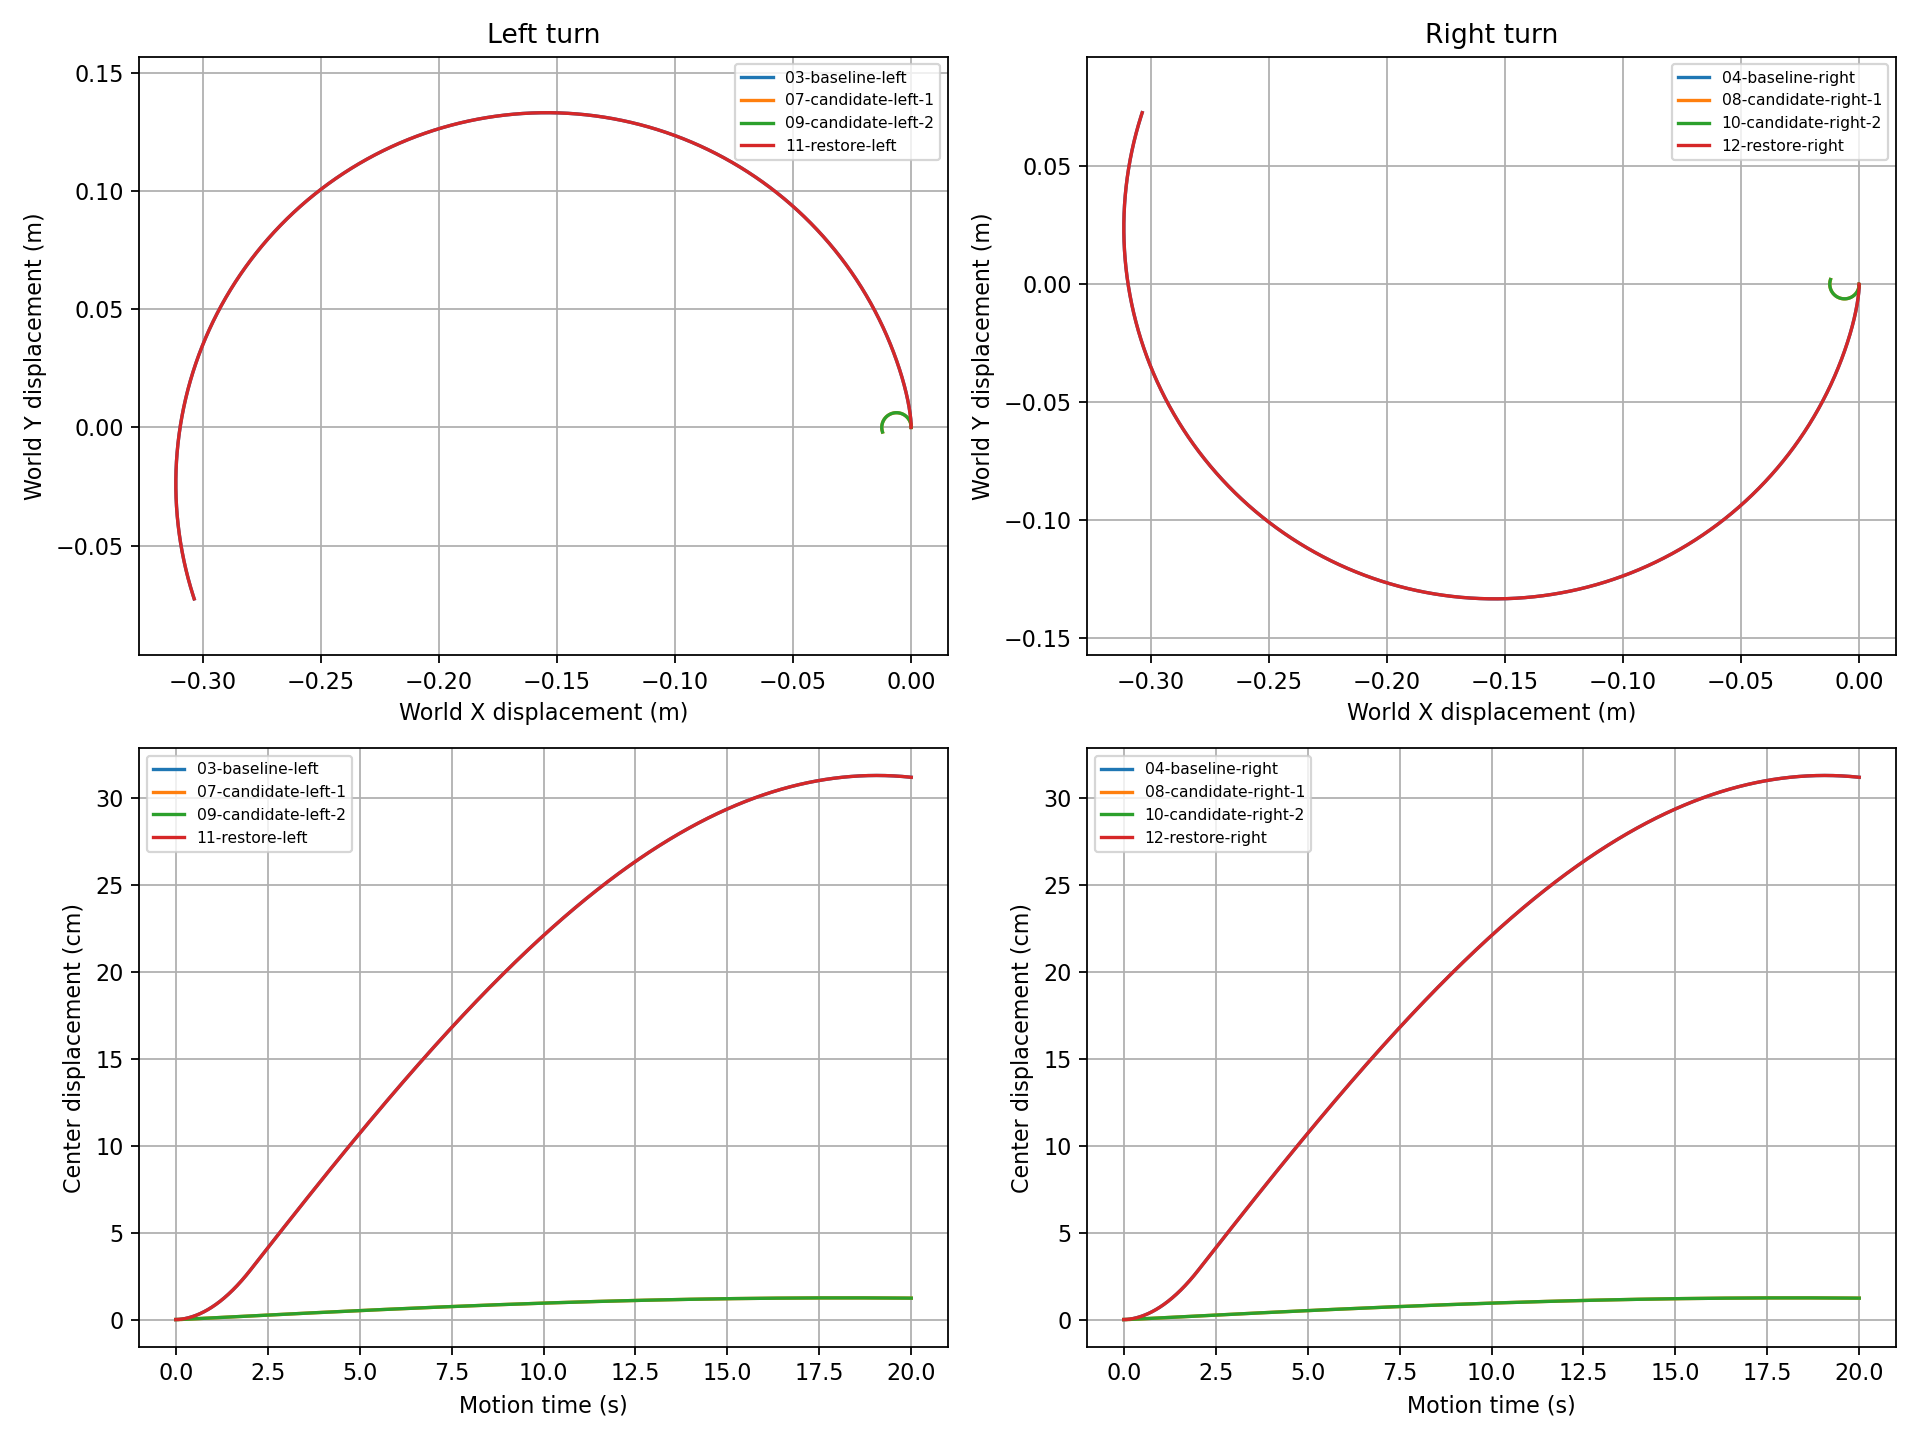 Left turn
0.15
0.10
0.05
0.00
−0.05
World Y displacement (m)
03-baseline-left
07-candidate-left-1
09-candidate-left-2
11-restore-left
−0.30 −0.25 −0.20 −0.15 −0.10 −0.05 0.00
World X displacement (m)
Right turn
0.05
0.00
−0.05
−0.10
−0.15
World Y displacement (m)
04-baseline-right
08-candidate-right-1
10-candidate-right-2
12-restore-right
−0.30 −0.25 −0.20 −0.15 −0.10 −0.05 0.00
World X displacement (m)
30
25
20
15
10
5
0
Center displacement (cm)
03-baseline-left
07-candidate-left-1
09-candidate-left-2
11-restore-left
0.0 2.5 5.0 7.5 10.0 12.5 15.0 17.5 20.0
Motion time (s)
30
25
20
15
10
5
0
Center displacement (cm)
04-baseline-right
08-candidate-right-1
10-candidate-right-2
12-restore-right
0.0 2.5 5.0 7.5 10.0 12.5 15.0 17.5 20.0
Motion time (s)